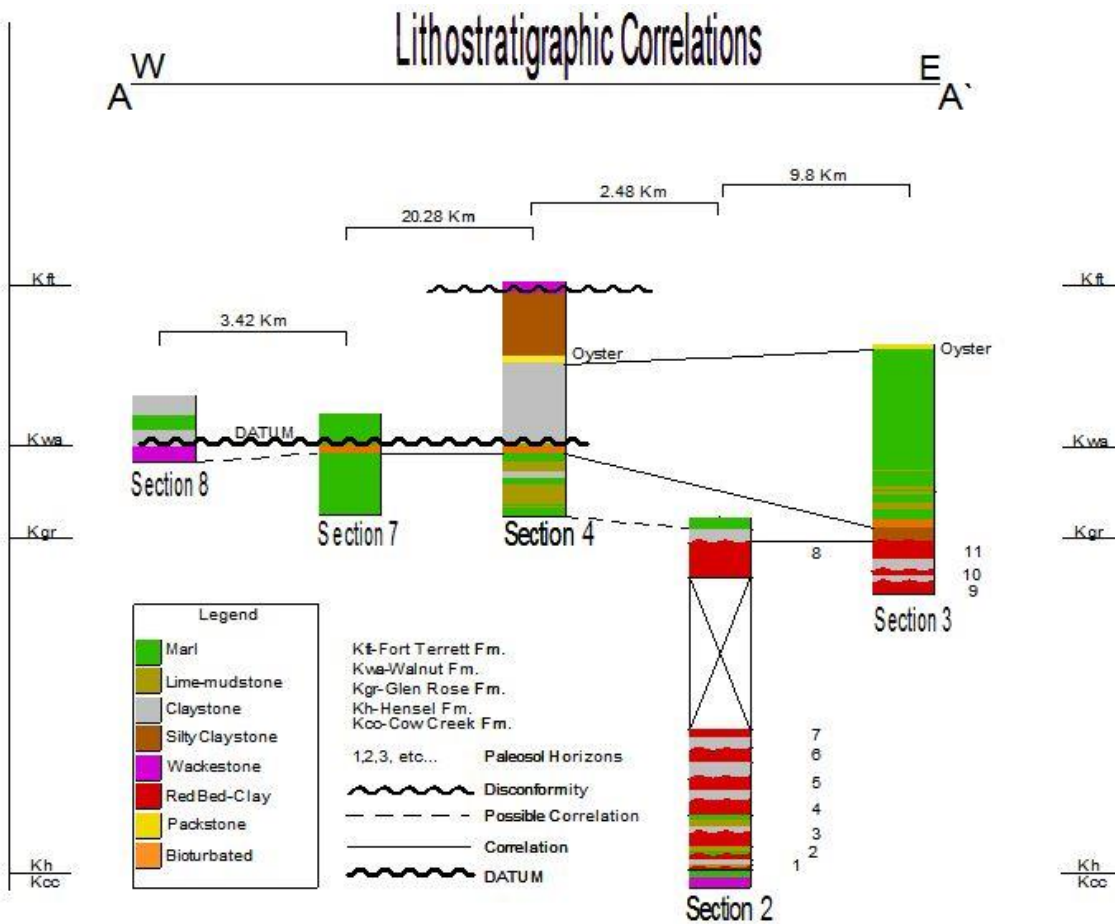 Lithostratigraphic Correlations
W E
A A`
9.8 Km
2.48 Km
20.28 Km
Kft Kft
3.42 Km
Oyster Oyster
DATUM
Kwa Kwa
Section 8
Section 7 Section 4
Kgr Kgr
8 11
10
9
Section 3
Legend
Marl
Lime-mudstone
Claystone
Silty Claystone
Wackestone
Red Bed-Clay
Packstone
Bioturbated
Kft-Fort Terrett Fm.
Kwa-Walnut Fm.
Kgr-Glen Rose Fm.
Kh-Hensel Fm.
Kcc-Cow Creek Fm.
1,2,3, etc... Paleosol Horizons
Disconformity
Possible Correlation
Correlation
DATUM
7
6
5
4
3
2
1
Kh Kh
Kcc Kcc
Section 2